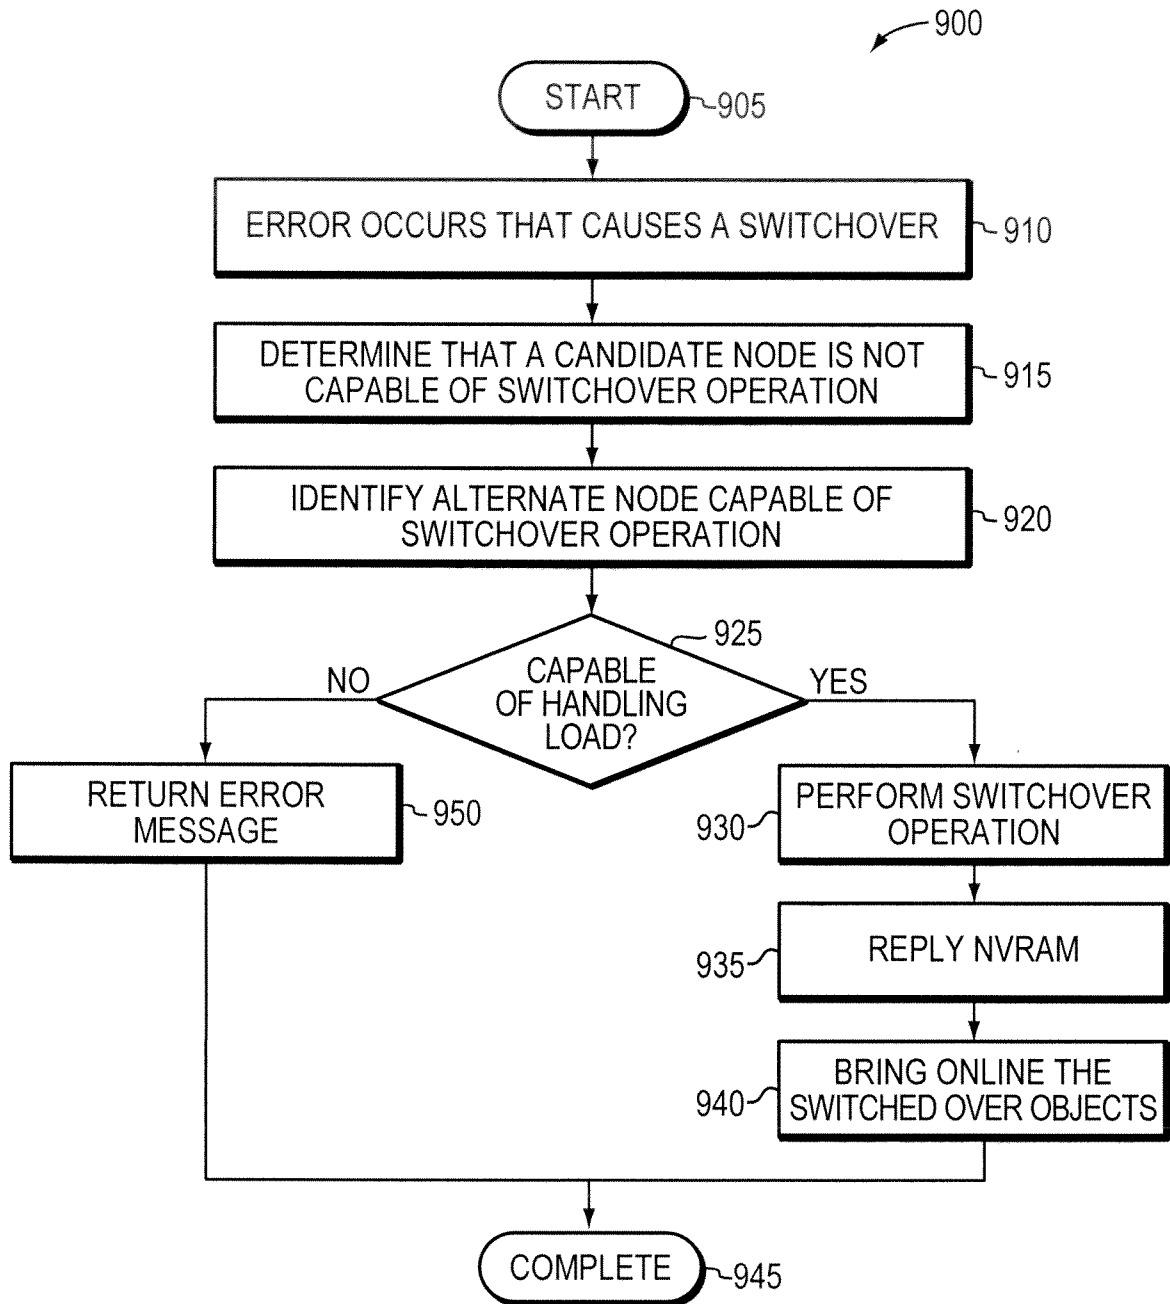 900
START
905
ERROR OCCURS THAT CAUSES A SWITCHOVER
910
DETERMINE THAT A CANDIDATE NODE IS NOT
CAPABLE OF SWITCHOVER OPERATION
915
IDENTIFY ALTERNATE NODE CAPABLE OF
SWITCHOVER OPERATION
920
925
CAPABLE
OF HANDLING
LOAD?
NO
YES
RETURN ERROR
MESSAGE
950
PERFORM SWITCHOVER
OPERATION
930
REPLY NVRAM
935
BRING ONLINE THE
SWITCHED OVER OBJECTS
940
COMPLETE
945